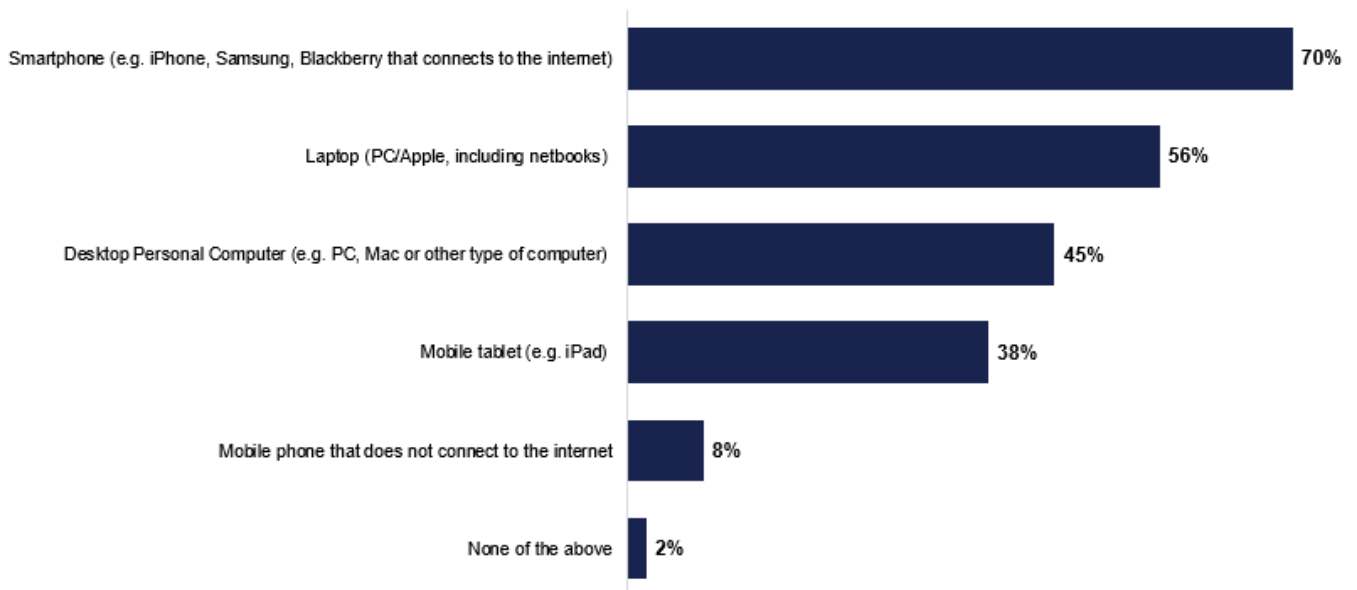 Smartphone (e.g. iPhone, Samsung, Blackberry that connects to the internet) 70%
Laptop (PC/Apple, including netbooks) 56%
Desktop Personal Computer (e.g. PC, Mac or other type of computer) 45%
Mobile tablet (e.g. iPad) 38%
Mobile phone that does not connect to the internet 8%
None of the above 2%